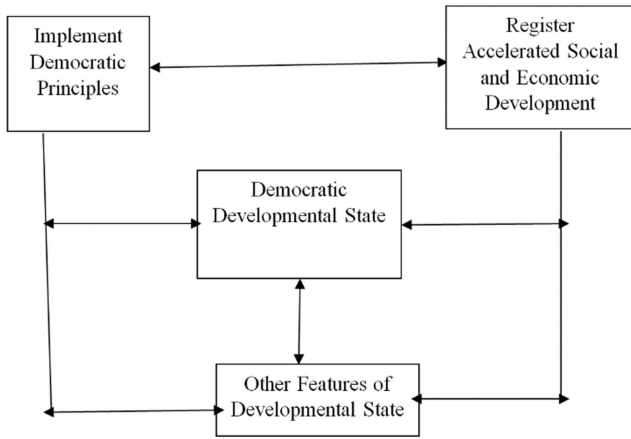 Implement
Democratic
Principles
Register
Accelerated Social
and Economic
Development
Democratic
Developmental State
Other Features of
Developmental State